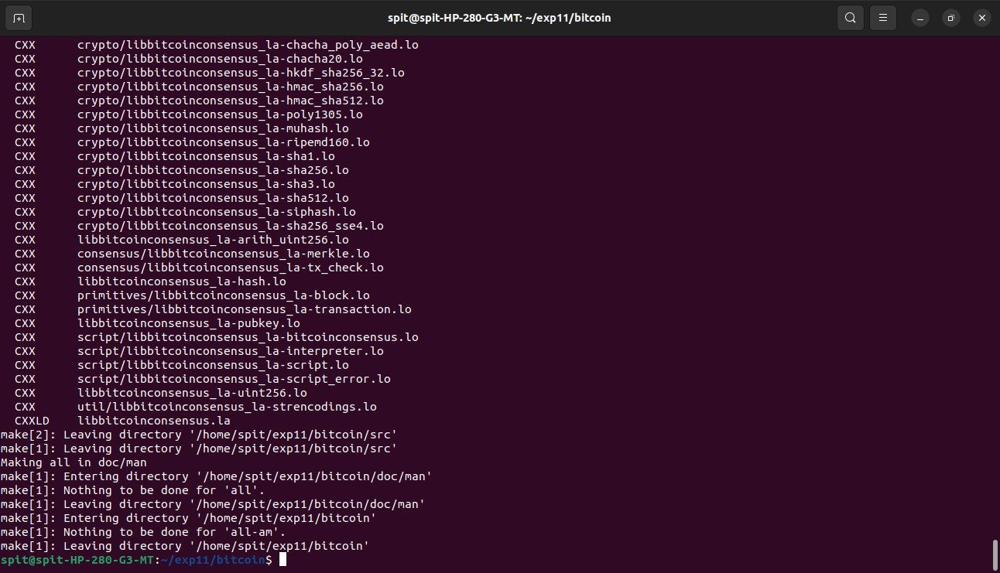 spit@spit-HP-280-G3-MT: ~/exp11/bitcoin
CXX crypto/libbitcoinconsensus_la-chacha_poly_aead.lo
CXX crypto/libbitcoinconsensus_la-chacha20.lo
CXX crypto/libbitcoinconsensus_la-hkdf_sha256_32.lo
CXX crypto/libbitcoinconsensus_la-hmac_sha256.lo
CXX crypto/libbitcoinconsensus_la-hmac_sha512.lo
CXX crypto/libbitcoinconsensus_la-poly1305.lo
CXX crypto/libbitcoinconsensus_la-muhash.lo
CXX crypto/libbitcoinconsensus_la-ripemd160.lo
CXX crypto/libbitcoinconsensus_la-sha1.lo
CXX crypto/libbitcoinconsensus_la-sha256.lo
CXX crypto/libbitcoinconsensus_la-sha3.lo
CXX crypto/libbitcoinconsensus_la-sha512.lo
CXX crypto/libbitcoinconsensus_la-siphash.lo
CXX crypto/libbitcoinconsensus_la-sha256_sse4.lo
CXX libbitcoinconsensus_la-arith_uint256.lo
CXX consensus/libbitcoinconsensus_la-merkle.lo
CXX consensus/libbitcoinconsensus_la-tx_check.lo
CXX libbitcoinconsensus_la-hash.lo
CXX primitives/libbitcoinconsensus_la-block.lo
CXX primitives/libbitcoinconsensus_la-transaction.lo
CXX libbitcoinconsensus_la-pubkey.lo
CXX script/libbitcoinconsensus_la-bitcoinconsensus.lo
CXX script/libbitcoinconsensus_la-interpreter.lo
CXX script/libbitcoinconsensus_la-script.lo
CXX script/libbitcoinconsensus_la-script_error.lo
CXX libbitcoinconsensus_la-uint256.lo
CXX util/libbitcoinconsensus_la-strencodings.lo
CXXLD libbitcoinconsensus.la
make[2]: Leaving directory '/home/spit/exp11/bitcoin/src'
make[1]: Leaving directory '/home/spit/exp11/bitcoin/src'
Making all in doc/man
make[1]: Entering directory '/home/spit/exp11/bitcoin/doc/man'
make[1]: Nothing to be done for 'all'.
make[1]: Leaving directory '/home/spit/exp11/bitcoin/doc/man'
make[1]: Entering directory '/home/spit/exp11/bitcoin'
make[1]: Nothing to be done for 'all-am'.
make[1]: Leaving directory '/home/spit/exp11/bitcoin'
spit@spit-HP-280-G3-MT:~/exp11/bitcoin$